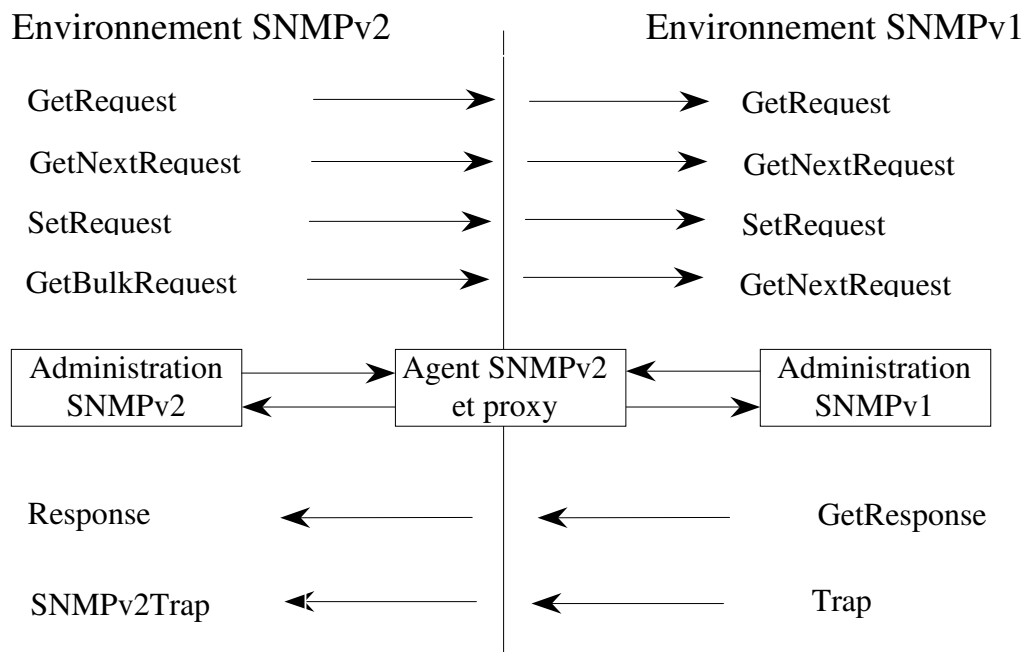 Environnement SNMPv2
Environnement SNMPv1
GetRequest
GetRequest
GetNextRequest
GetNextRequest
SetRequest
SetRequest
GetBulkRequest
GetNextRequest
Administration
SNMPv2
Agent SNMPv2
et proxy
Administration
SNMPv1
Response
GetResponse
SNMPv2Trap
Trap